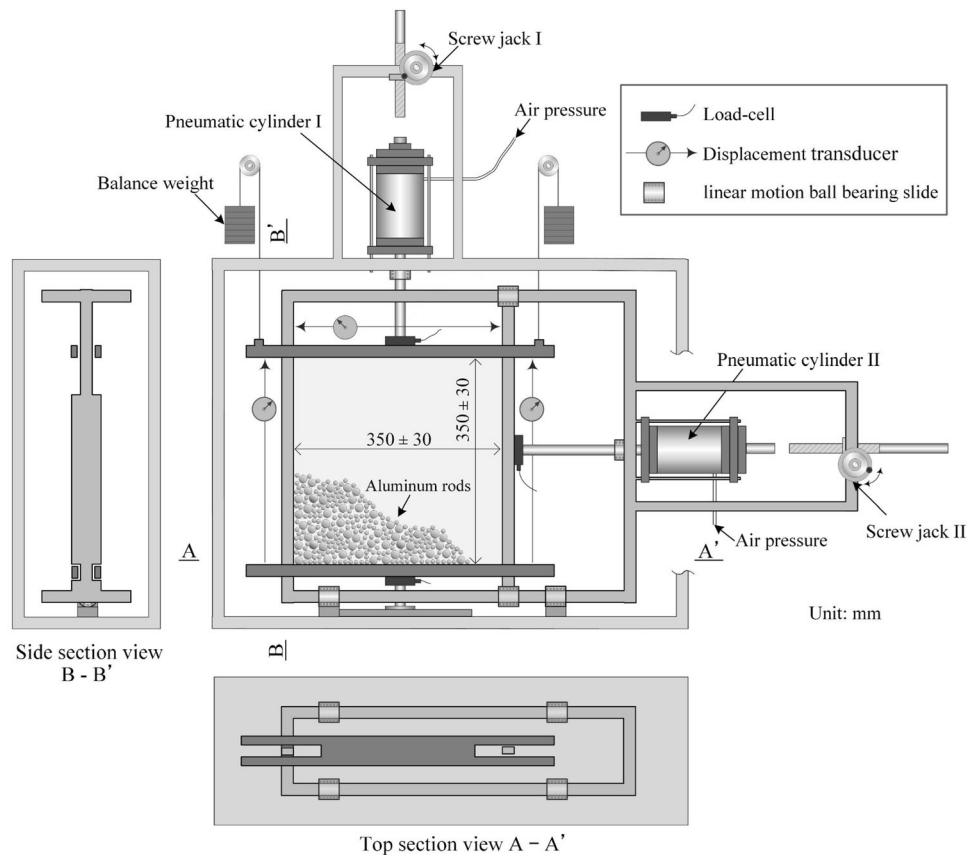 Screw jack I
Air pressure
Pneumatic cylinder I
Load-cell
Displacement transducer
linear motion ball bearing slide
Balance weight
B'
Pneumatic cylinder II
350 ± 30
350 ± 30
Aluminum rods
A
A'
Air pressure
Screw jack II
Unit: mm
Side section view
B - B'
B
Top section view A - A'